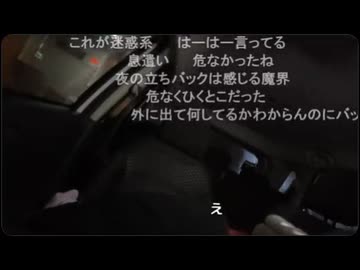 これが迷惑系　はーはー言ってる
息遣い　危なかったね
夜の立ちバックは感じる魔界
危なくひくとこだった
外に出て何してるかわからんのにバッ
え